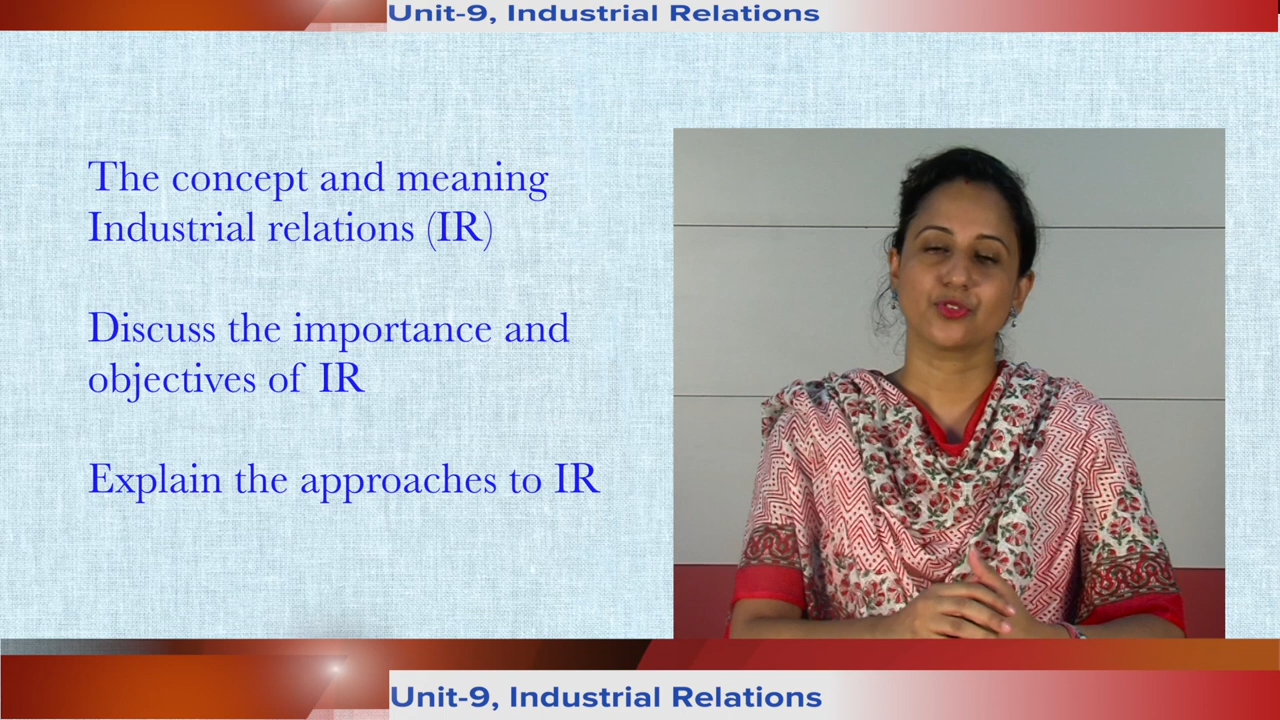 Unit-9, Industrial Relations
The concept and meaning
Industrial relations (IR)
Discuss the importance and
objectives of IR
Explain the approaches to IR
Unit-9, Industrial Relations